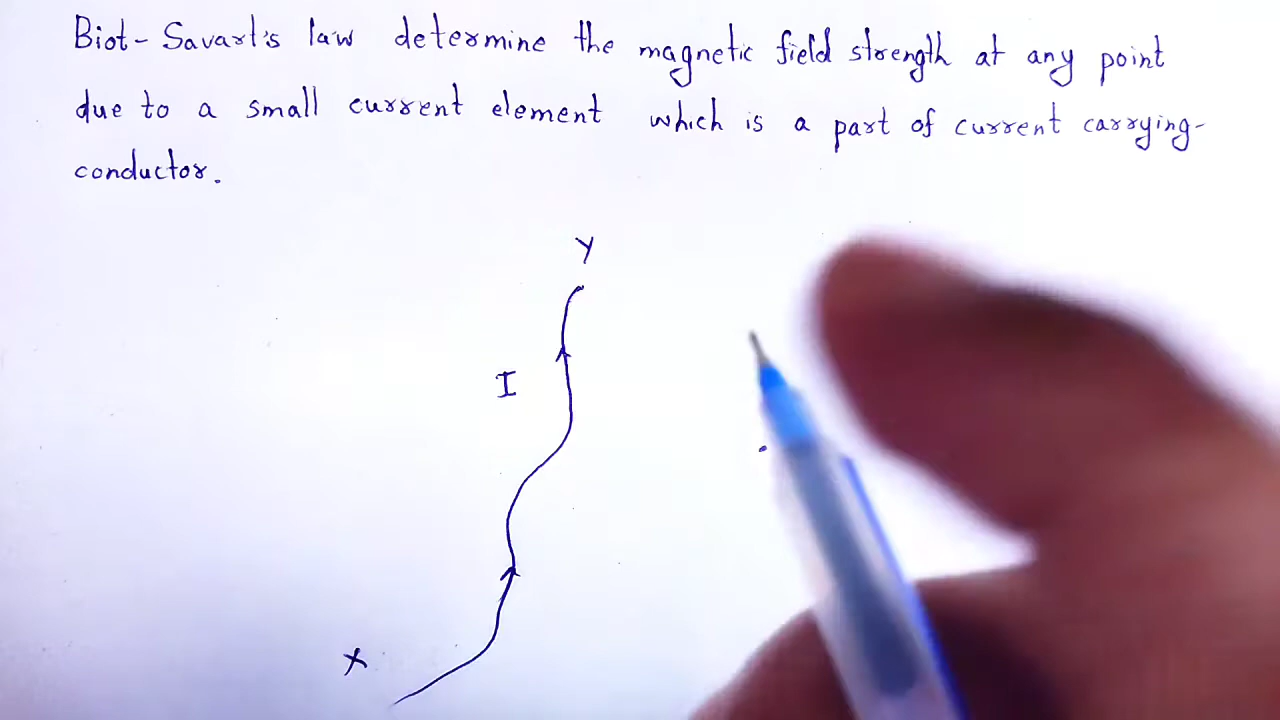 Biot-Savart's law determine the magnetic field strength at any point
due to a small current element which is a part of current carrying-
conductor.
Y
I
X